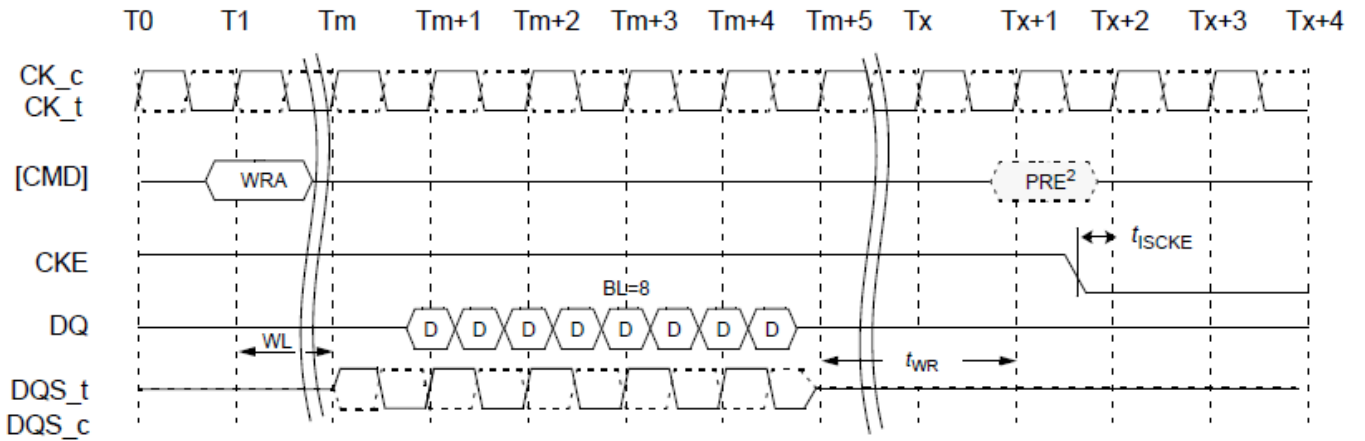 T0 T1 Tm Tm+1 Tm+2 Tm+3 Tm+4 Tm+5 Tx Tx+1 Tx+2 Tx+3 Tx+4
CK_c
CK_t
[CMD] WRA PRE2
tISCKE
CKE
BL=8
DQ D D D D D D D D
WL tWR
DQS_t
DQS_c